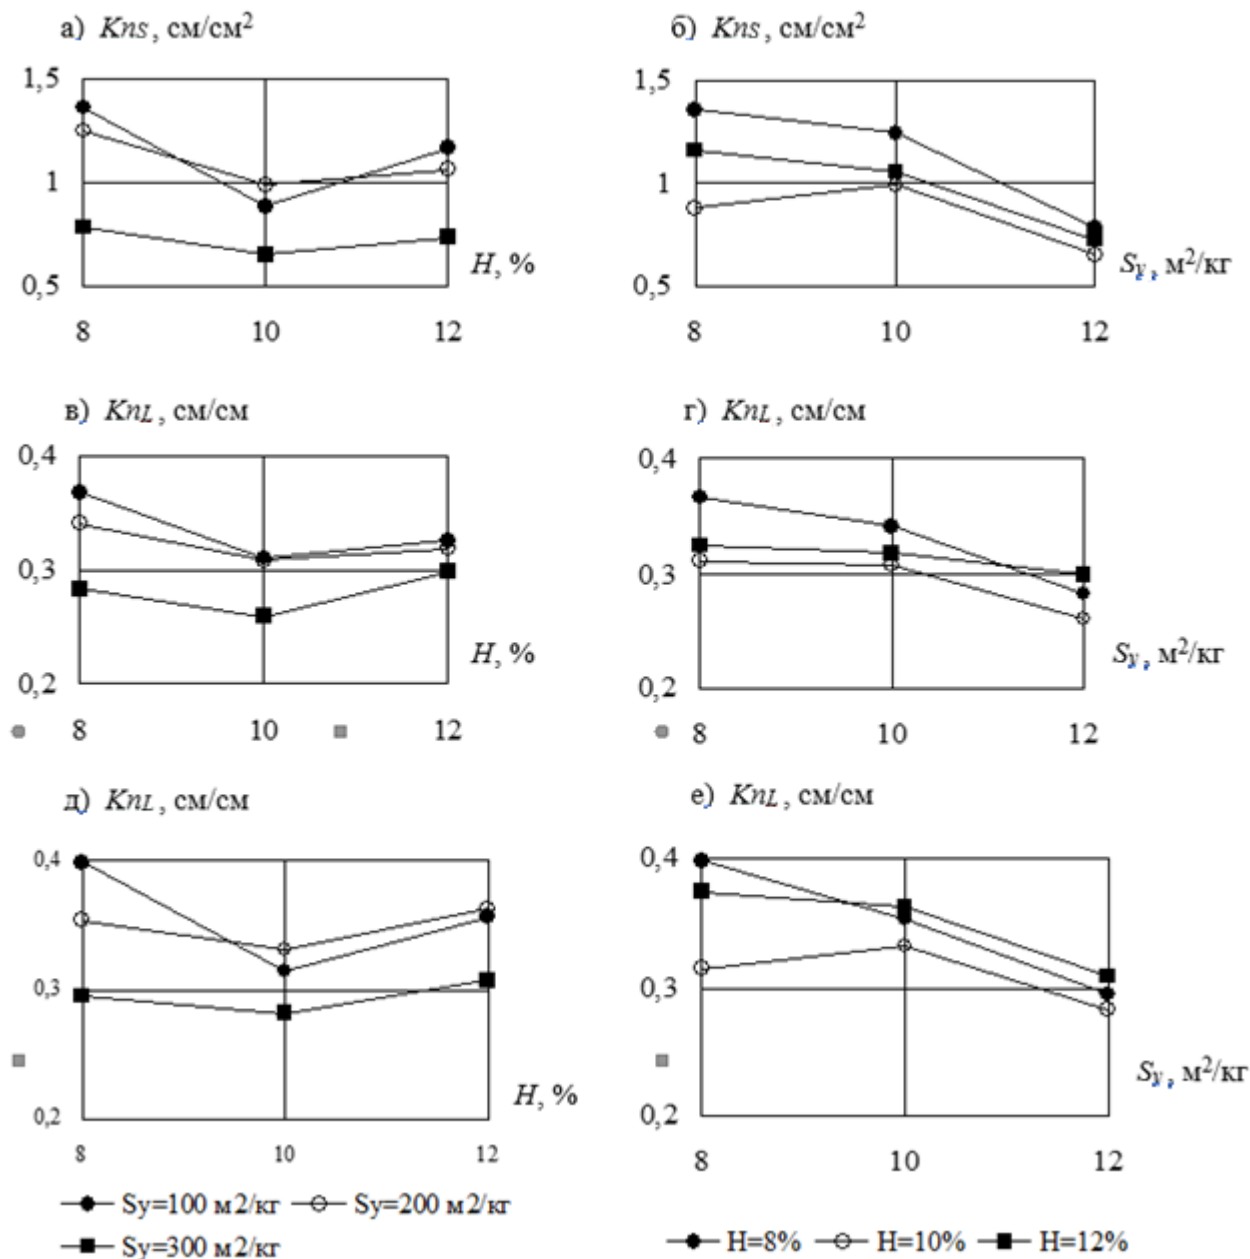 а) KnS, см/см²
б) KnS, см/см²
1,5
1
0,5
8 10 12
H, %
1,5
1
0,5
8 10 12
Sу, м²/кг
в) KnL, см/см
г) KnL, см/см
0,4
0,3
0,2
8 10 12
H, %
0,4
0,3
0,2
8 10 12
Sу, м²/кг
д) KnL, см/см
е) KnL, см/см
0,4
0,3
0,2
8 10 12
H, %
0,4
0,3
0,2
8 10 12
Sу, м²/кг
Sу=100 м2/кг Sу=200 м2/кг
Sу=300 м2/кг
H=8% H=10% H=12%